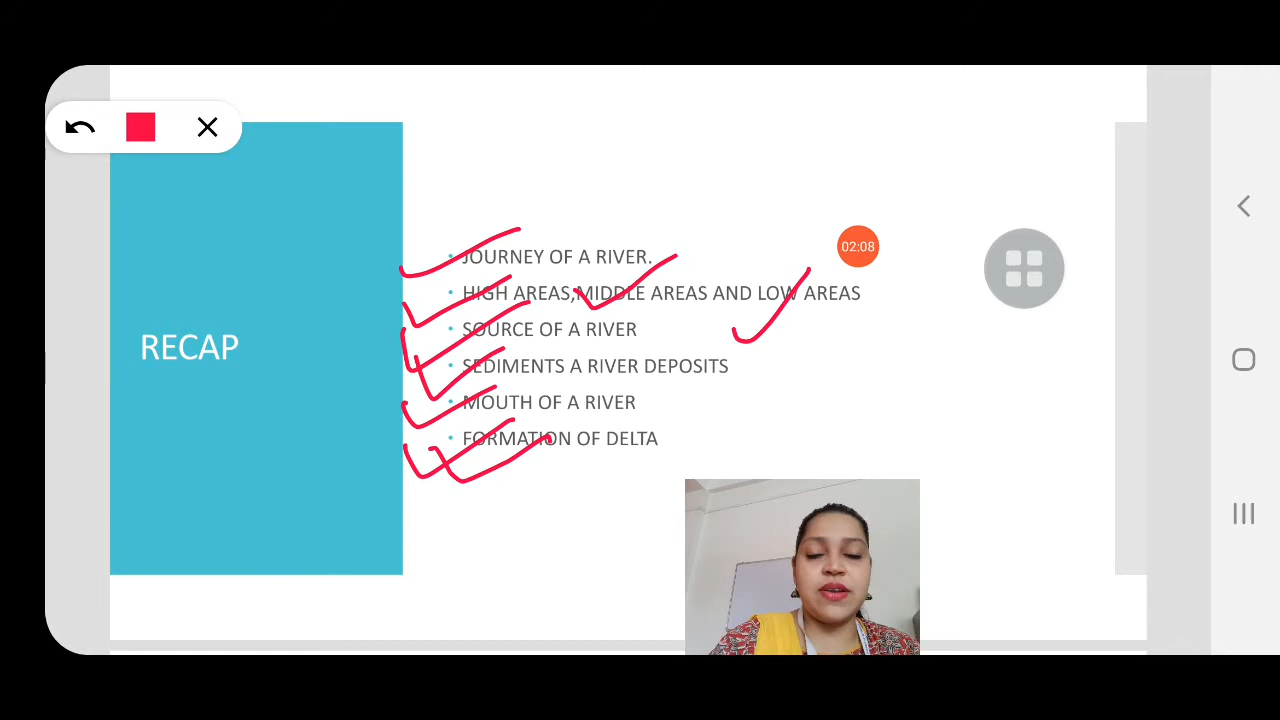 02:08
JOURNEY OF A RIVER.
HIGH AREAS,MIDDLE AREAS AND LOW AREAS
SOURCE OF A RIVER
RECAP
SEDIMENTS A RIVER DEPOSITS
MOUTH OF A RIVER
FORMATION OF DELTA